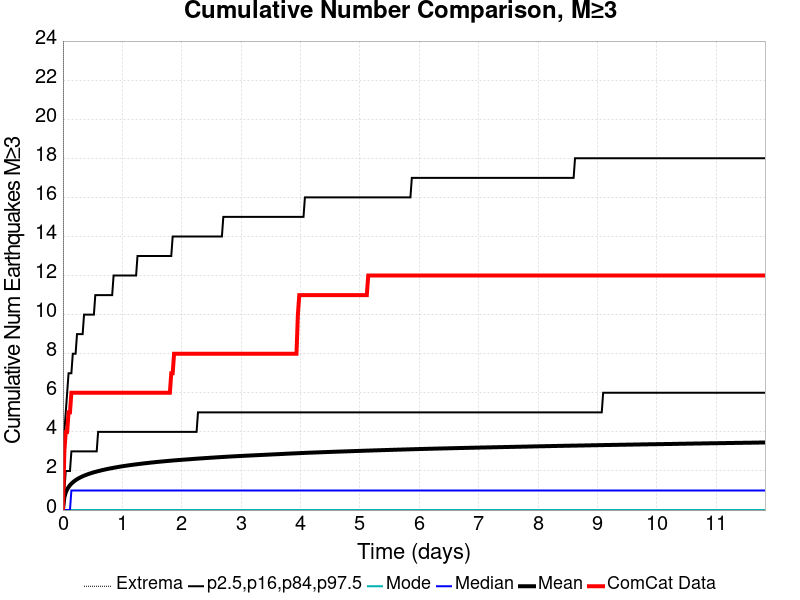 Cumulative Number Comparison, M≥3
Cumulative Num Earthquakes M≥3
24
22
20
18
16
14
12
10
8
6
4
2
0
0 1 2 3 4 5 6 7 8 9 10 11
Time (days)
Extrema p2.5,p16,p84,p97.5 Mode Median Mean ComCat Data